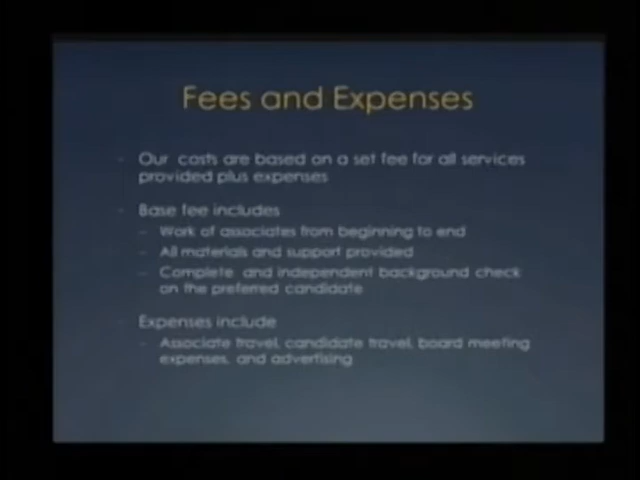 Fees and Expenses
- Our costs are based on a set fee for all services
provided plus expenses
- Base fee includes
- Work of associates from beginning to end
- All materials and support provided
- Complete and independent background check
on the preferred candidate
- Expenses include
- Associate travel, candidate travel, board meeting
expenses, and advertising